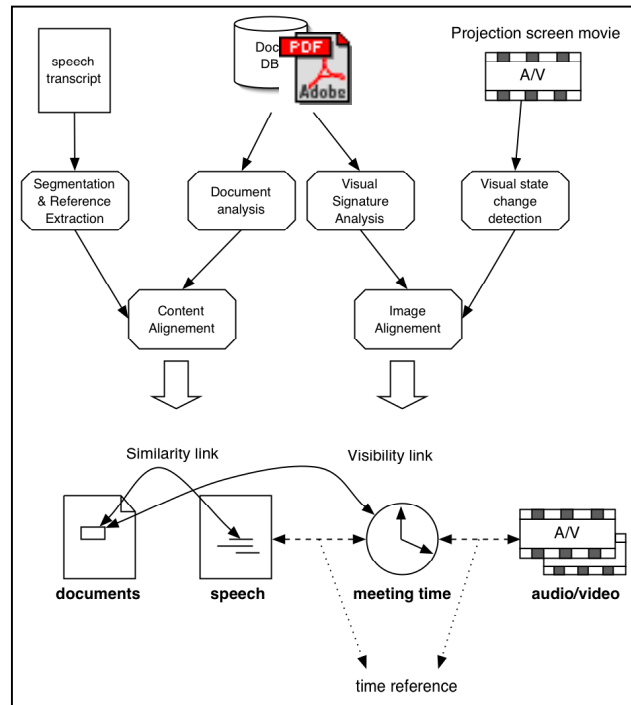 speech
transcript
Docu
DB
PDF
Adobe
Projection screen movie
A/V
Segmentation
& Reference
Extraction
Document
analysis
Visual
Signature
Analysis
Visual state
change
detection
Content
Alignement
Image
Alignement
Similarity link
Visibility link
A/V
documents
speech
meeting time
audio/video
time reference